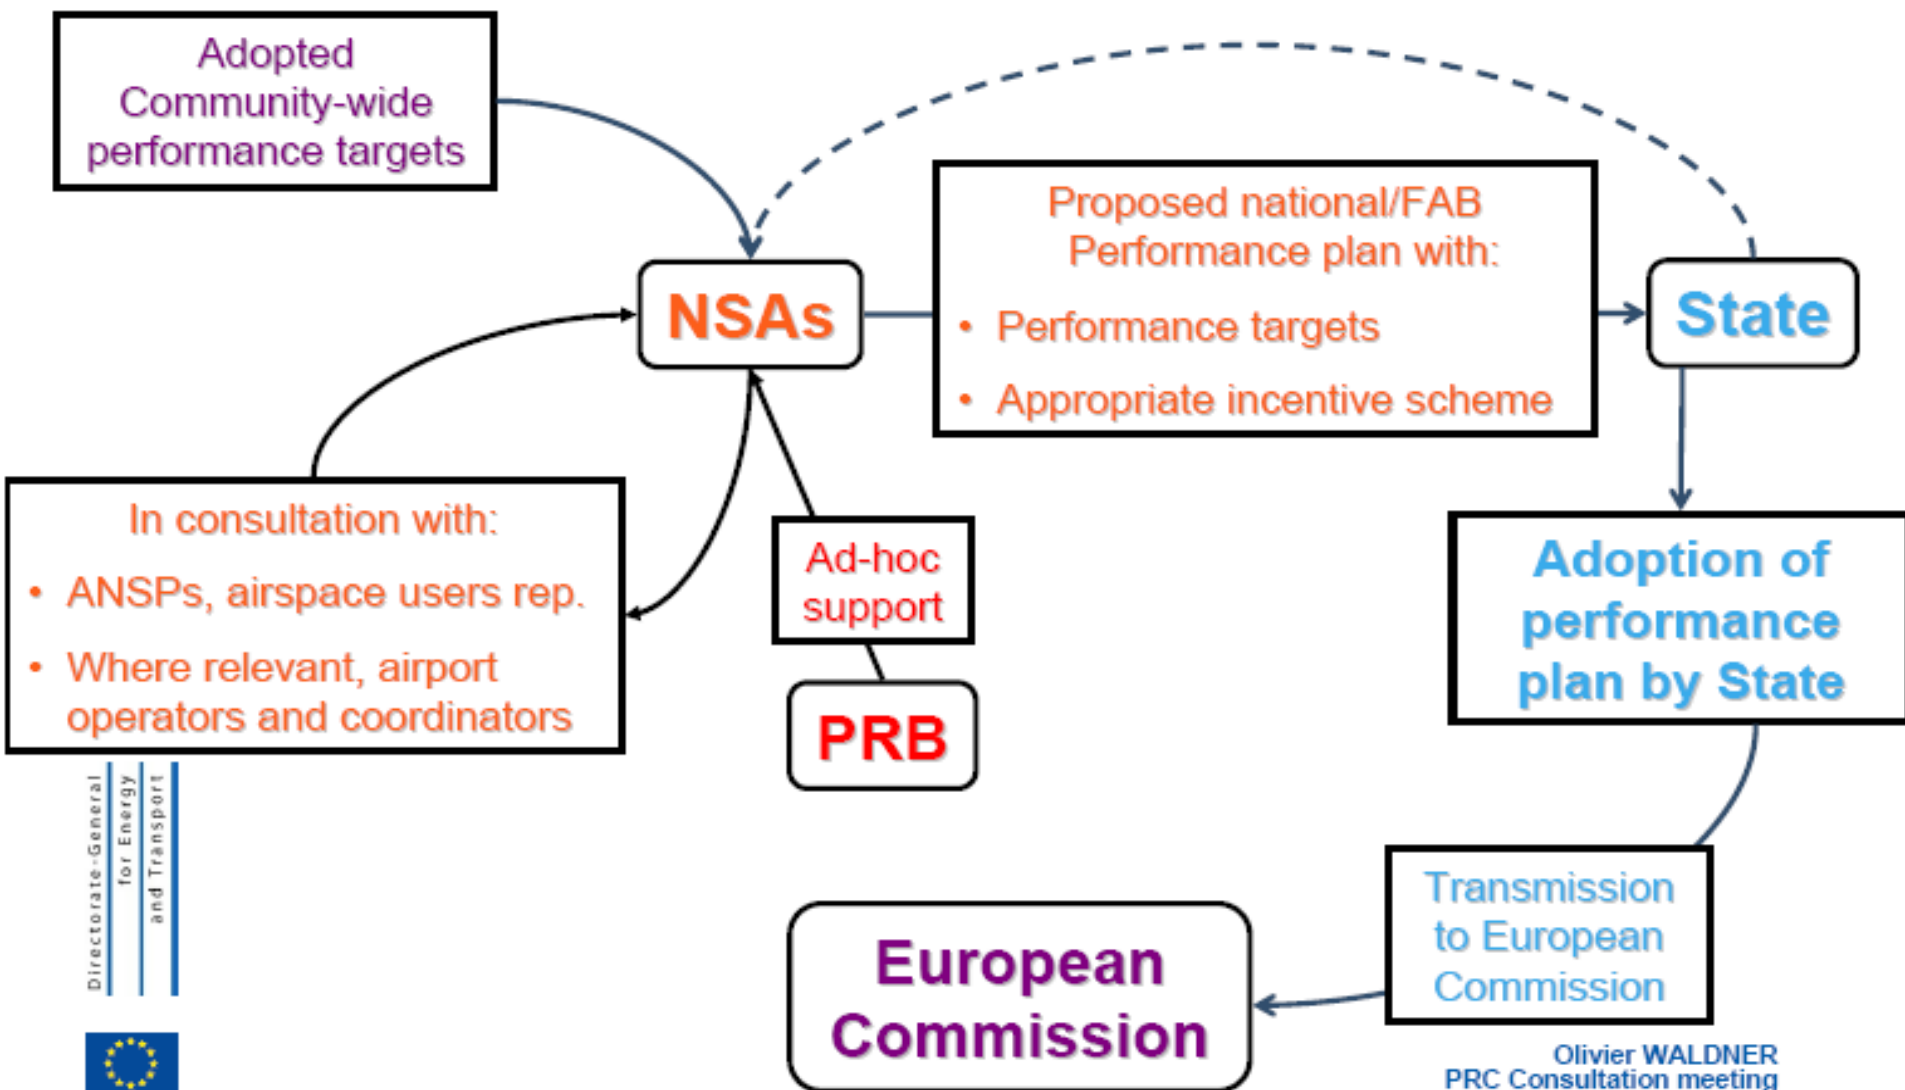 Adopted
Community-wide
performance targets
Proposed national/FAB
Performance plan with:
• Performance targets
• Appropriate incentive scheme
NSAs
State
In consultation with:
• ANSPs, airspace users rep.
• Where relevant, airport
operators and coordinators
Ad-hoc
support
PRB
Adoption of
performance
plan by State
Transmission
to European
Commission
European
Commission
Directorate-General
for Energy
and Transport
Olivier WALDNER
PRC Consultation meeting